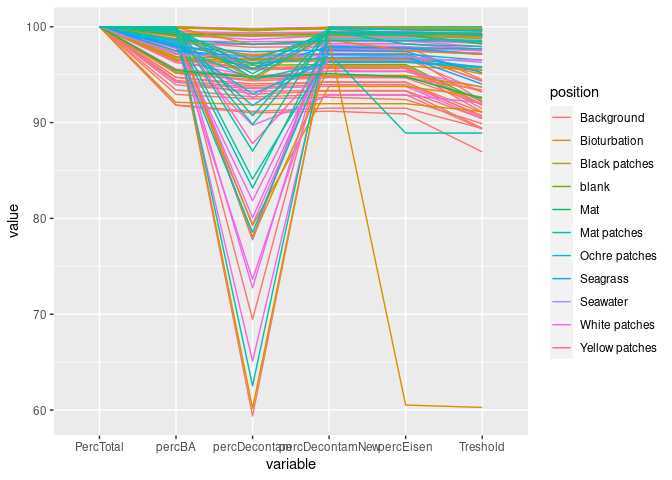 100
90
80
70
60
value
PercTotal percBA percDecontam percDecontamNew percEisen Treshold
variable
position
Background
Bioturbation
Black patches
blank
Mat
Mat patches
Ochre patches
Seagrass
Seawater
White patches
Yellow patches